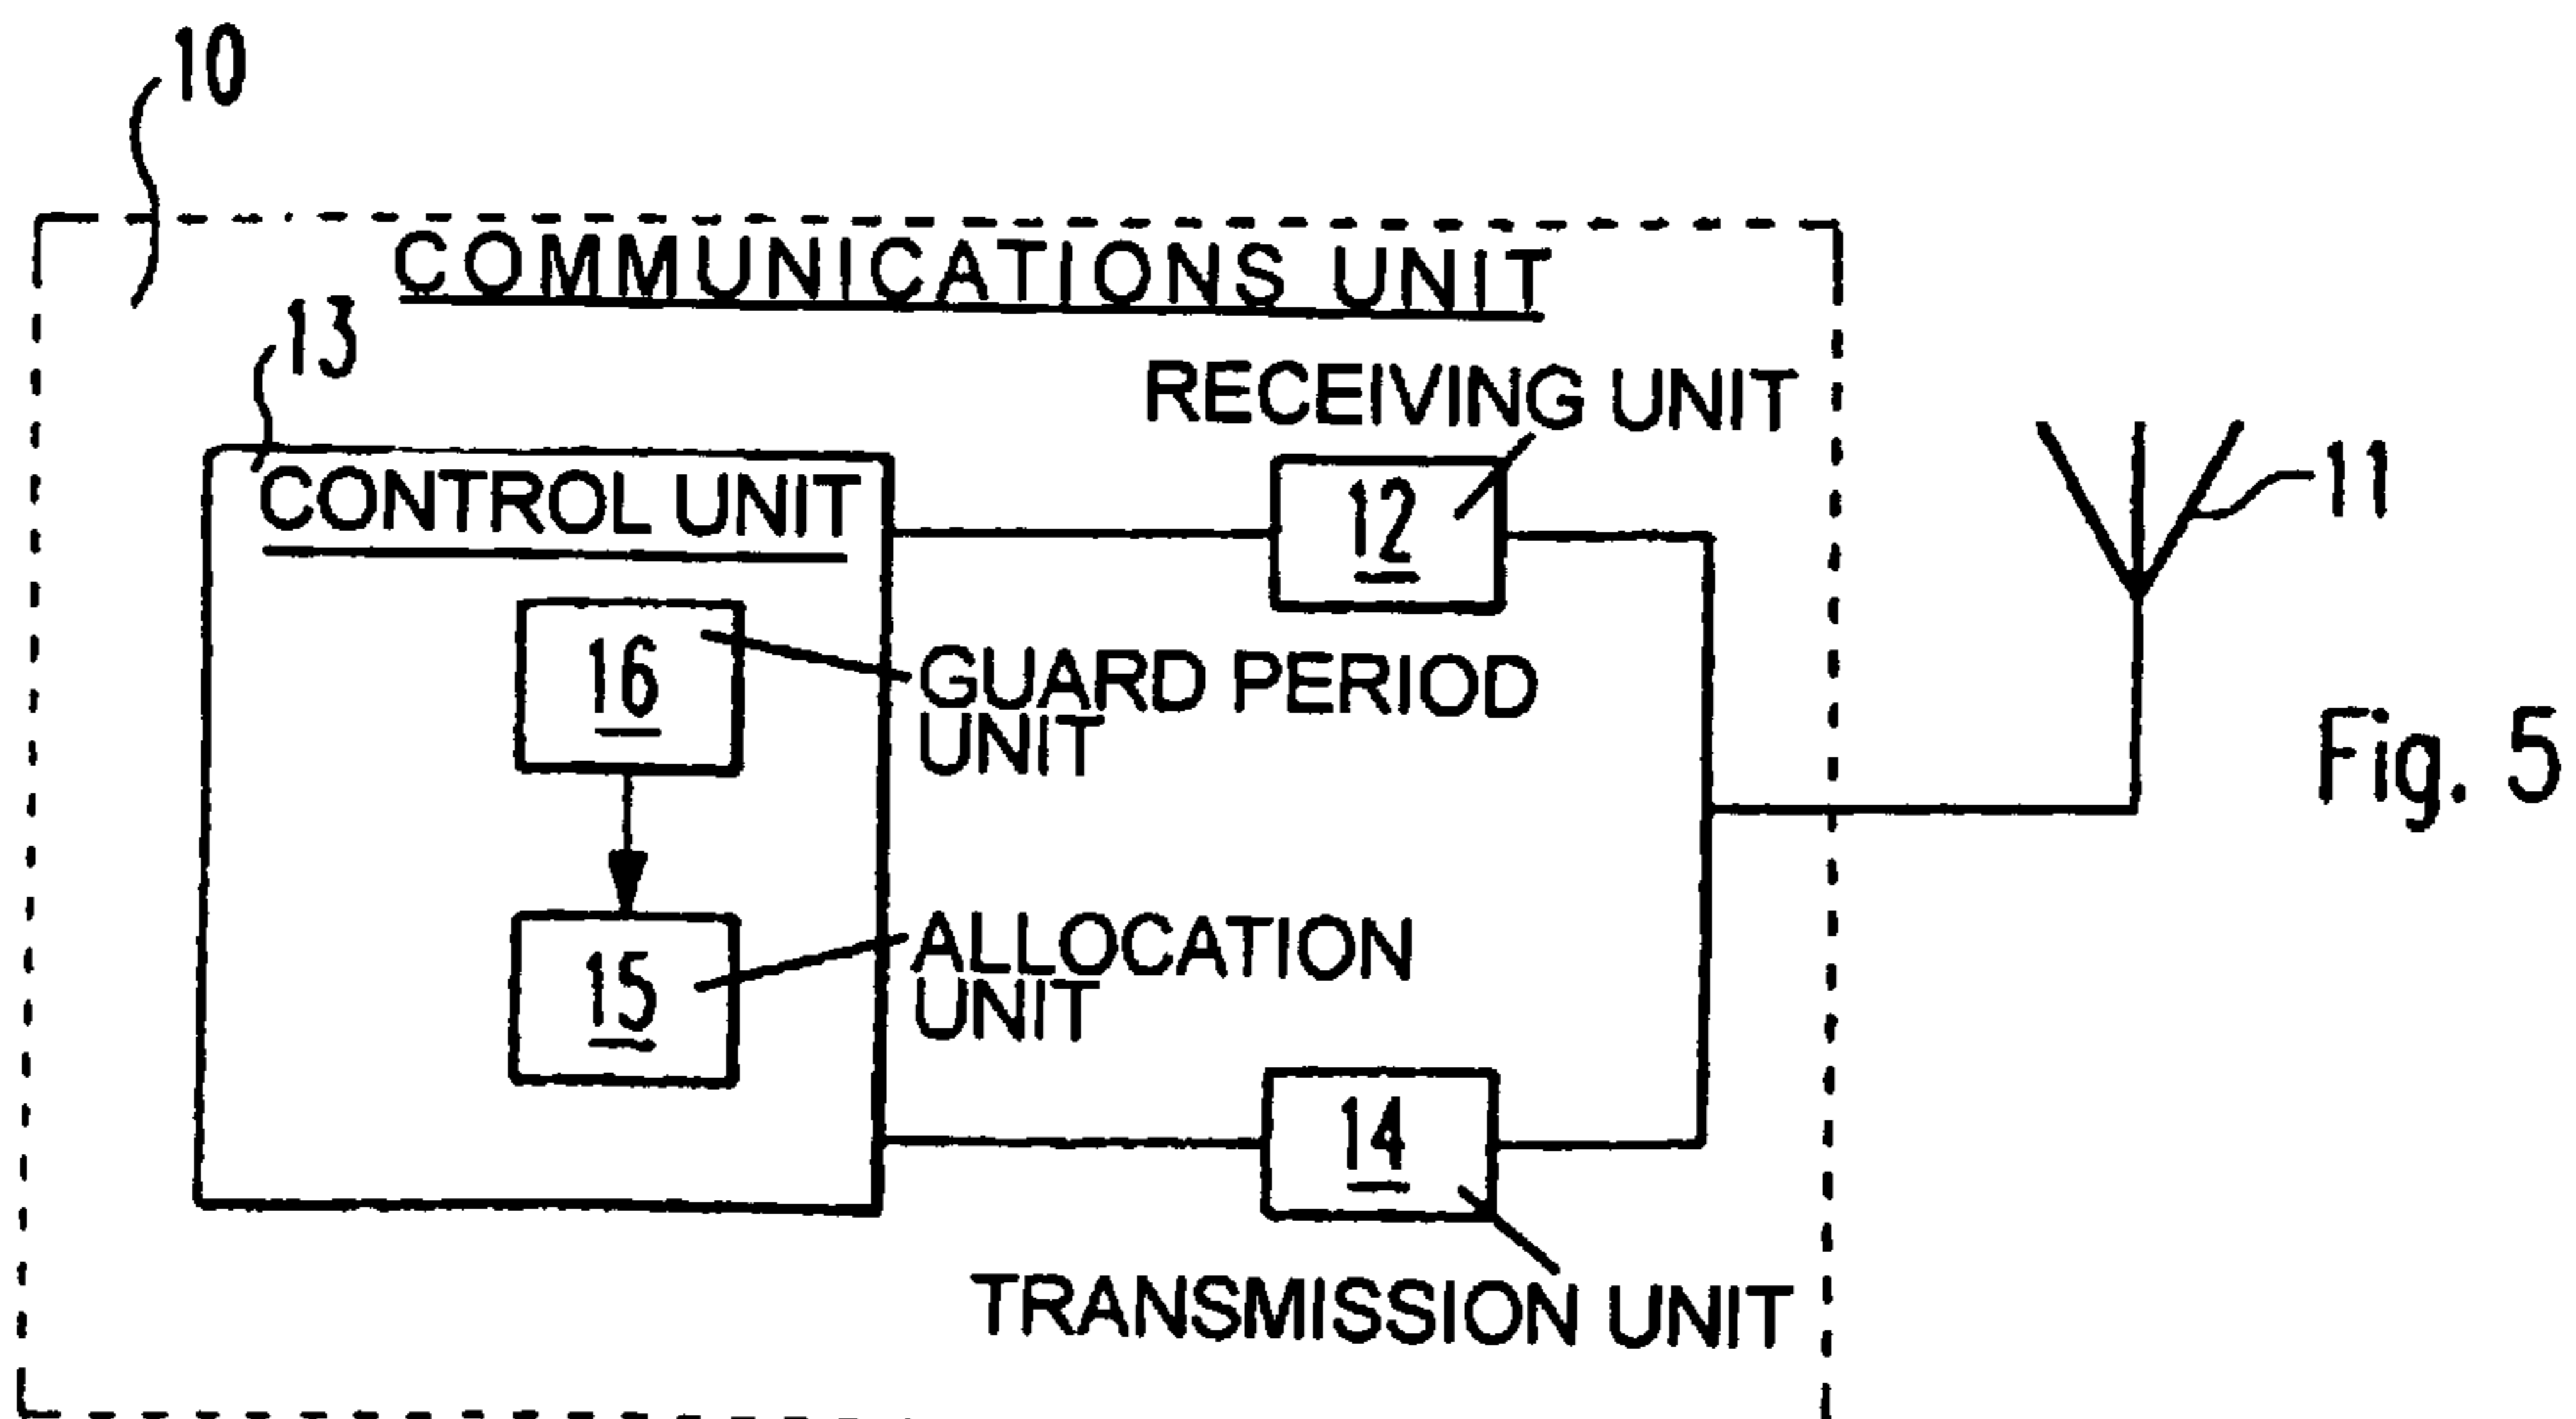 10
COMMUNICATIONS UNIT
13
RECEIVING UNIT
CONTROL UNIT
12
11
16
GUARD PERIOD
UNIT
Fig. 5
ALLOCATION
UNIT
15
14
TRANSMISSION UNIT